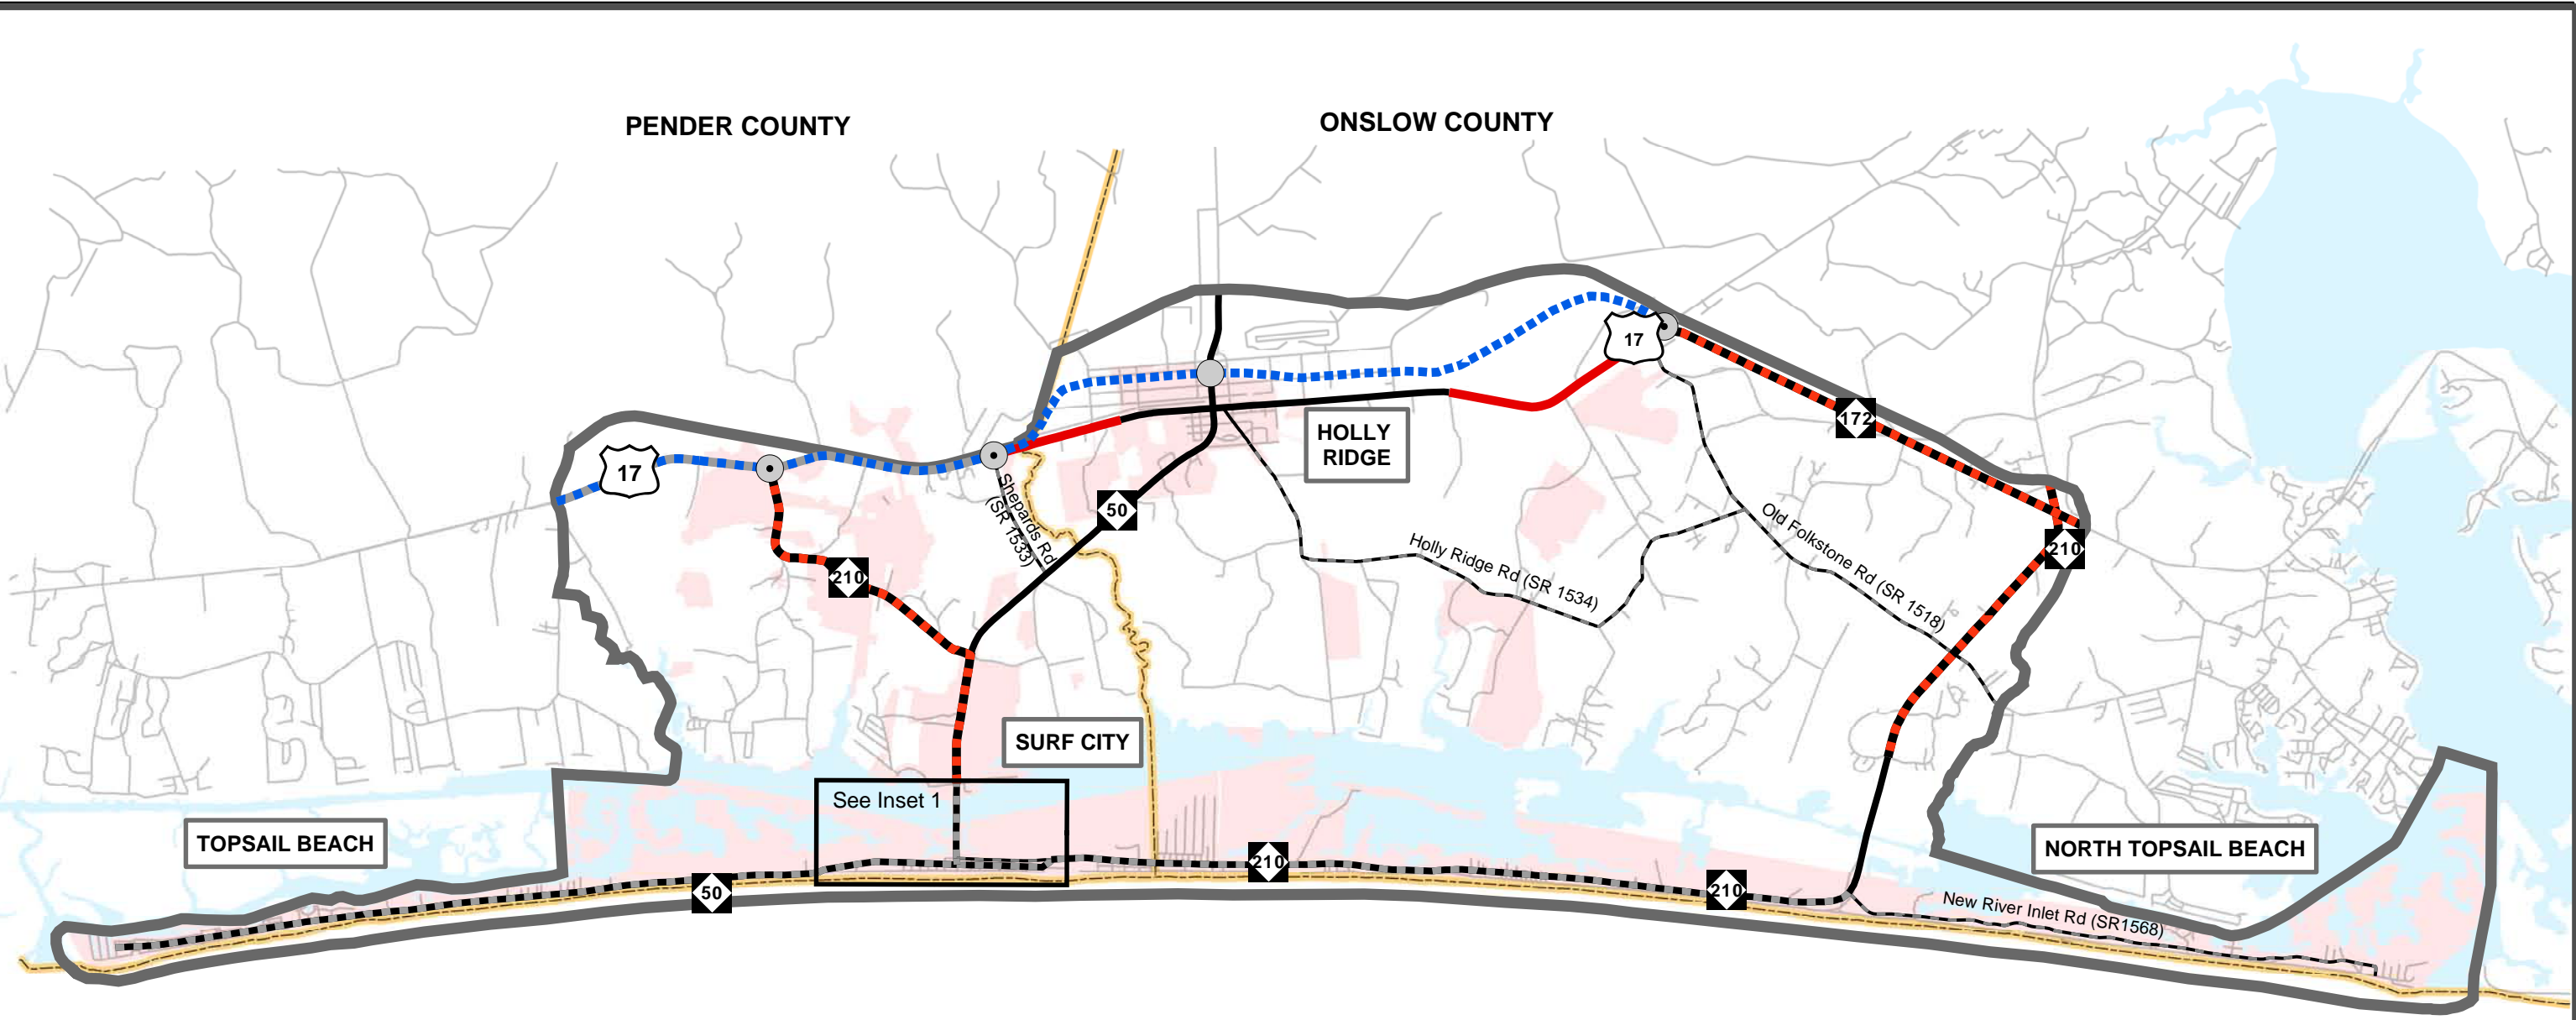 PENDER COUNTY
ONSLOW COUNTY
17
17
172
HOLLY
RIDGE
50
Shepards Rd
(SR 1533)
210
210
Holly Ridge Rd (SR 1534)
Old Folkstone Rd (SR 1518)
SURF CITY
See Inset 1
TOPSAIL BEACH
NORTH TOPSAIL BEACH
50
210
210
New River Inlet Rd (SR1568)